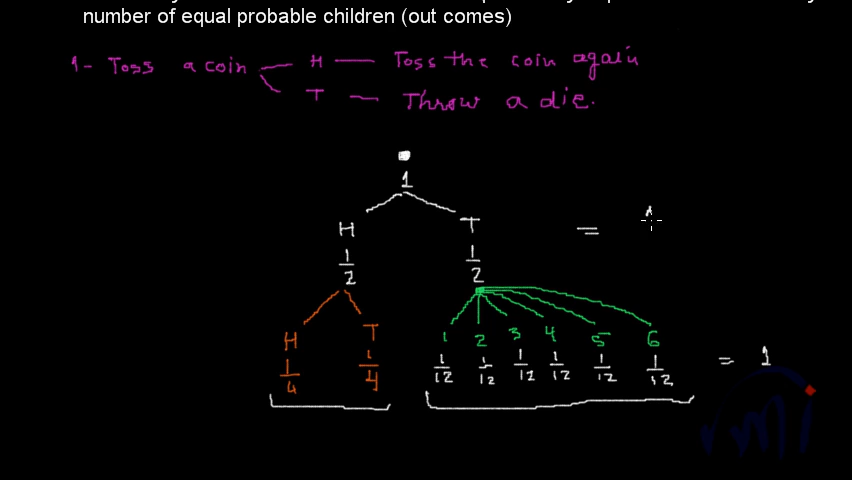 number of equal probable children (out comes)
1- Toss a coin H — Toss the coin again
T — Throw a die.
1
H T =
1/2 1/2
H T 1 2 3 4 5 6
1/4 1/4 1/12 1/12 1/12 1/12 1/12 1/12 = 1
rmi